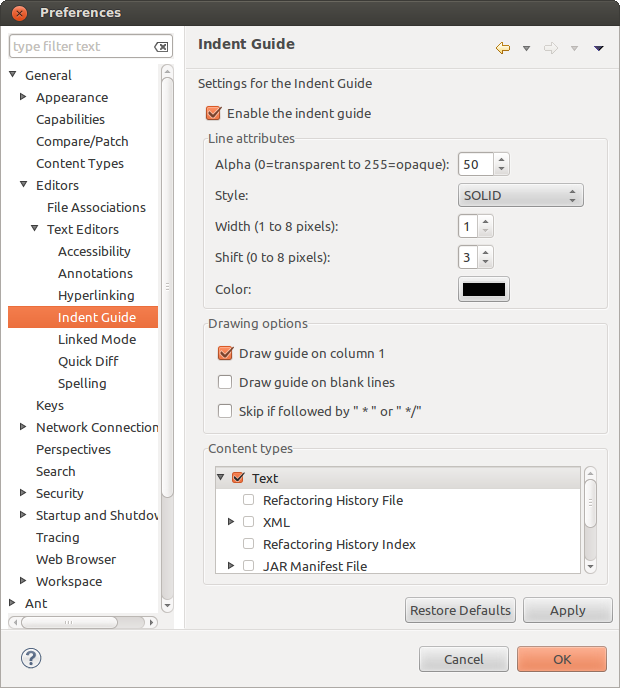 Preferences
type filter text
General
Appearance
Capabilities
Compare/Patch
Content Types
Editors
File Associations
Text Editors
Accessibility
Annotations
Hyperlinking
Indent Guide
Linked Mode
Quick Diff
Spelling
Keys
Network Connection
Perspectives
Search
Security
Startup and Shutdov
Tracing
Web Browser
Workspace
Ant
Indent Guide
Settings for the Indent Guide
Enable the indent guide
Line attributes
Alpha (0=transparent to 255=opaque): 50
Style: SOLID
Width (1 to 8 pixels): 1
Shift (0 to 8 pixels): 3
Color:
Drawing options
Draw guide on column 1
Draw guide on blank lines
Skip if followed by " * " or " */"
Content types
Text
Refactoring History File
XML
Refactoring History Index
JAR Manifest File
Restore Defaults Apply
? Cancel OK